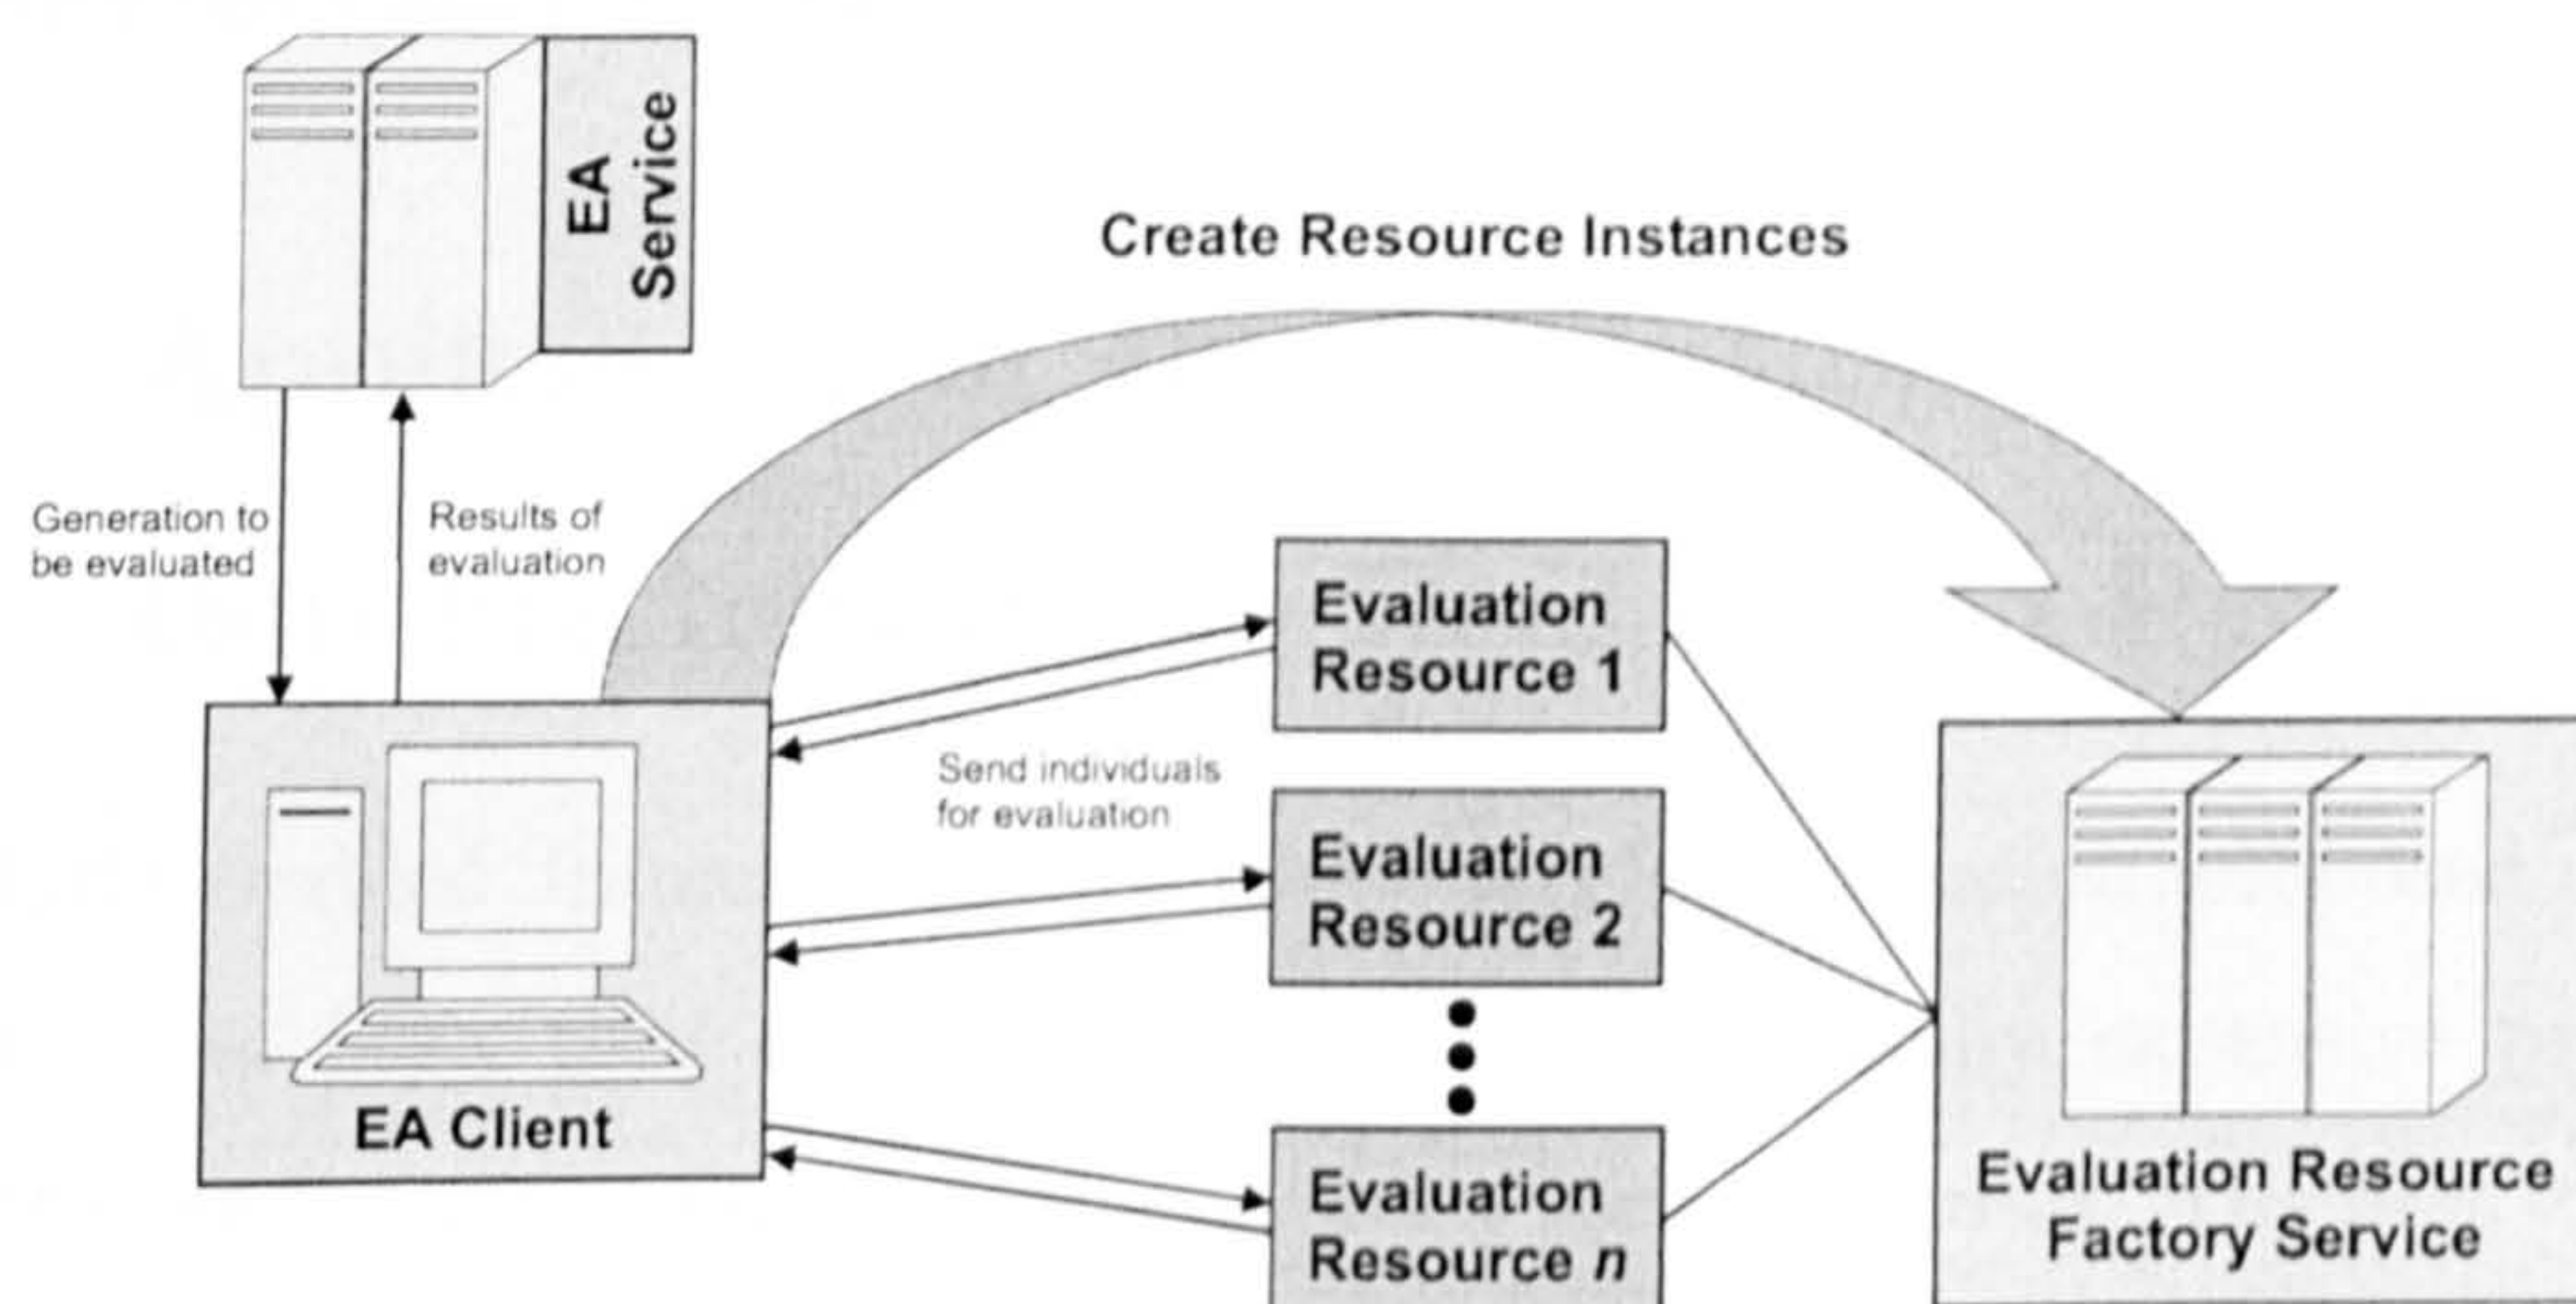 EA
Service
Create Resource Instances
Generation to
be evaluated
Results of
evaluation
Evaluation
Resource 1
Send individuals
for evaluation
Evaluation
Resource 2
EA Client
Evaluation
Resource n
Evaluation Resource
Factory Service